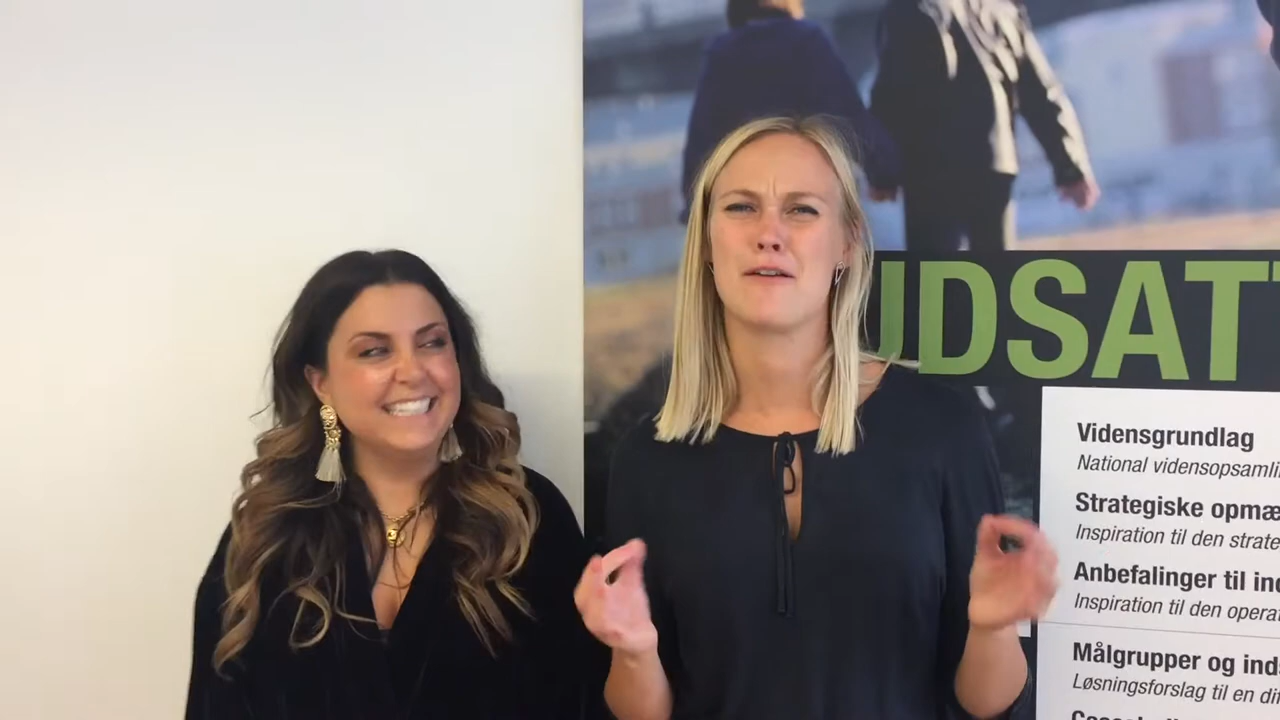 UDSATT
Vidensgrundlag
National vidensopsamli
Strategiske opmæ
Inspiration til den strate
Anbefalinger til in
Inspiration til den opera
Målgrupper og ind
Løsningsforslag til en di